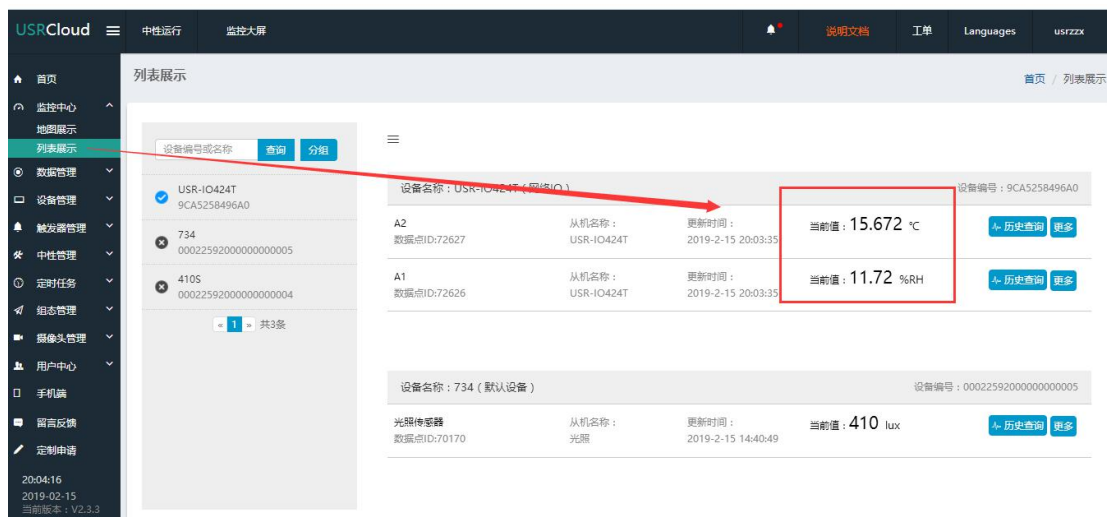 USRCloud 中性运行 监控大屏 说明文档 工单 Languages usrzzx
首页
监控中心
地图展示
列表展示
数据管理
设备管理
触发器管理
中性管理
定时任务
组态管理
摄像头管理
用户中心
手机端
留言反馈
定制申请
20:04:16
2019-02-15
当前版本：V2.3.3
列表展示 首页 / 列表展示
设备编号或名称 查询 分组
USR-IO424T
9CA5258496A0
734
00022592000000000005
410S
00022592000000000004
« 1 » 共3条
设备名称：USR-IO424T ( 网络IO ) 设备编号：9CA5258496A0
A2 从机名称： 更新时间： 当前值：15.672 ℃ 历史查询 更多
数据点ID:72627 USR-IO424T 2019-2-15 20:03:35
A1 从机名称： 更新时间： 当前值：11.72 %RH 历史查询 更多
数据点ID:72626 USR-IO424T 2019-2-15 20:03:35
设备名称：734 ( 默认设备 ) 设备编号：00022592000000000005
光照传感器 从机名称： 更新时间： 当前值：410 lux 历史查询 更多
数据点ID:70170 光照 2019-2-15 14:40:49